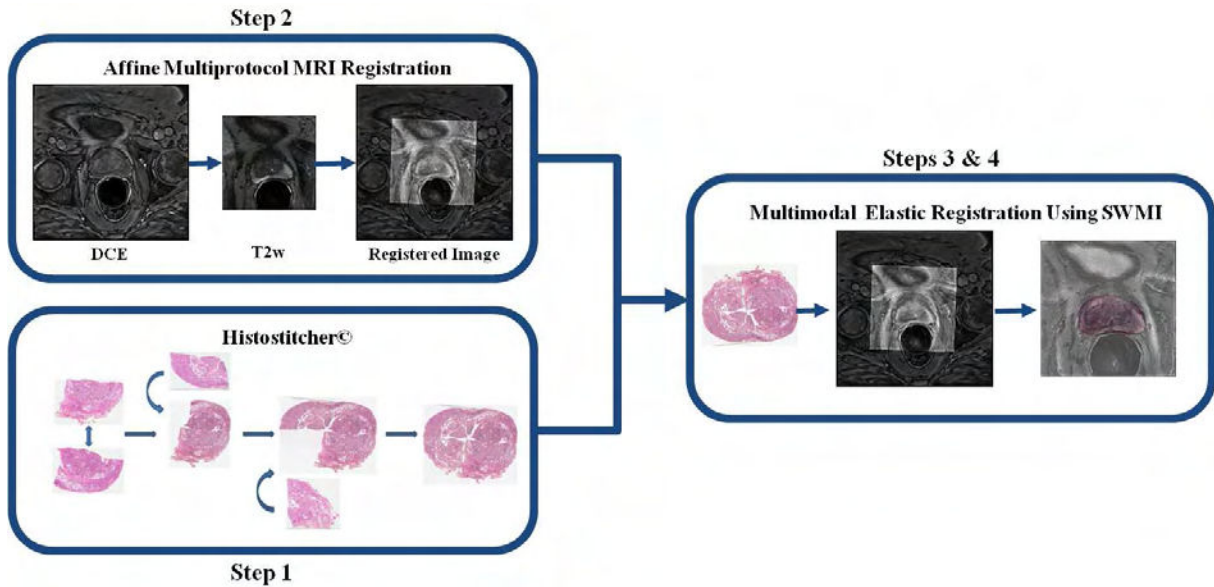 Step 2
Affine Multiprotocol MRI Registration
DCE
T2w
Registered Image
Histostitcher©
Step 1
Steps 3 & 4
Multimodal Elastic Registration Using SWMI